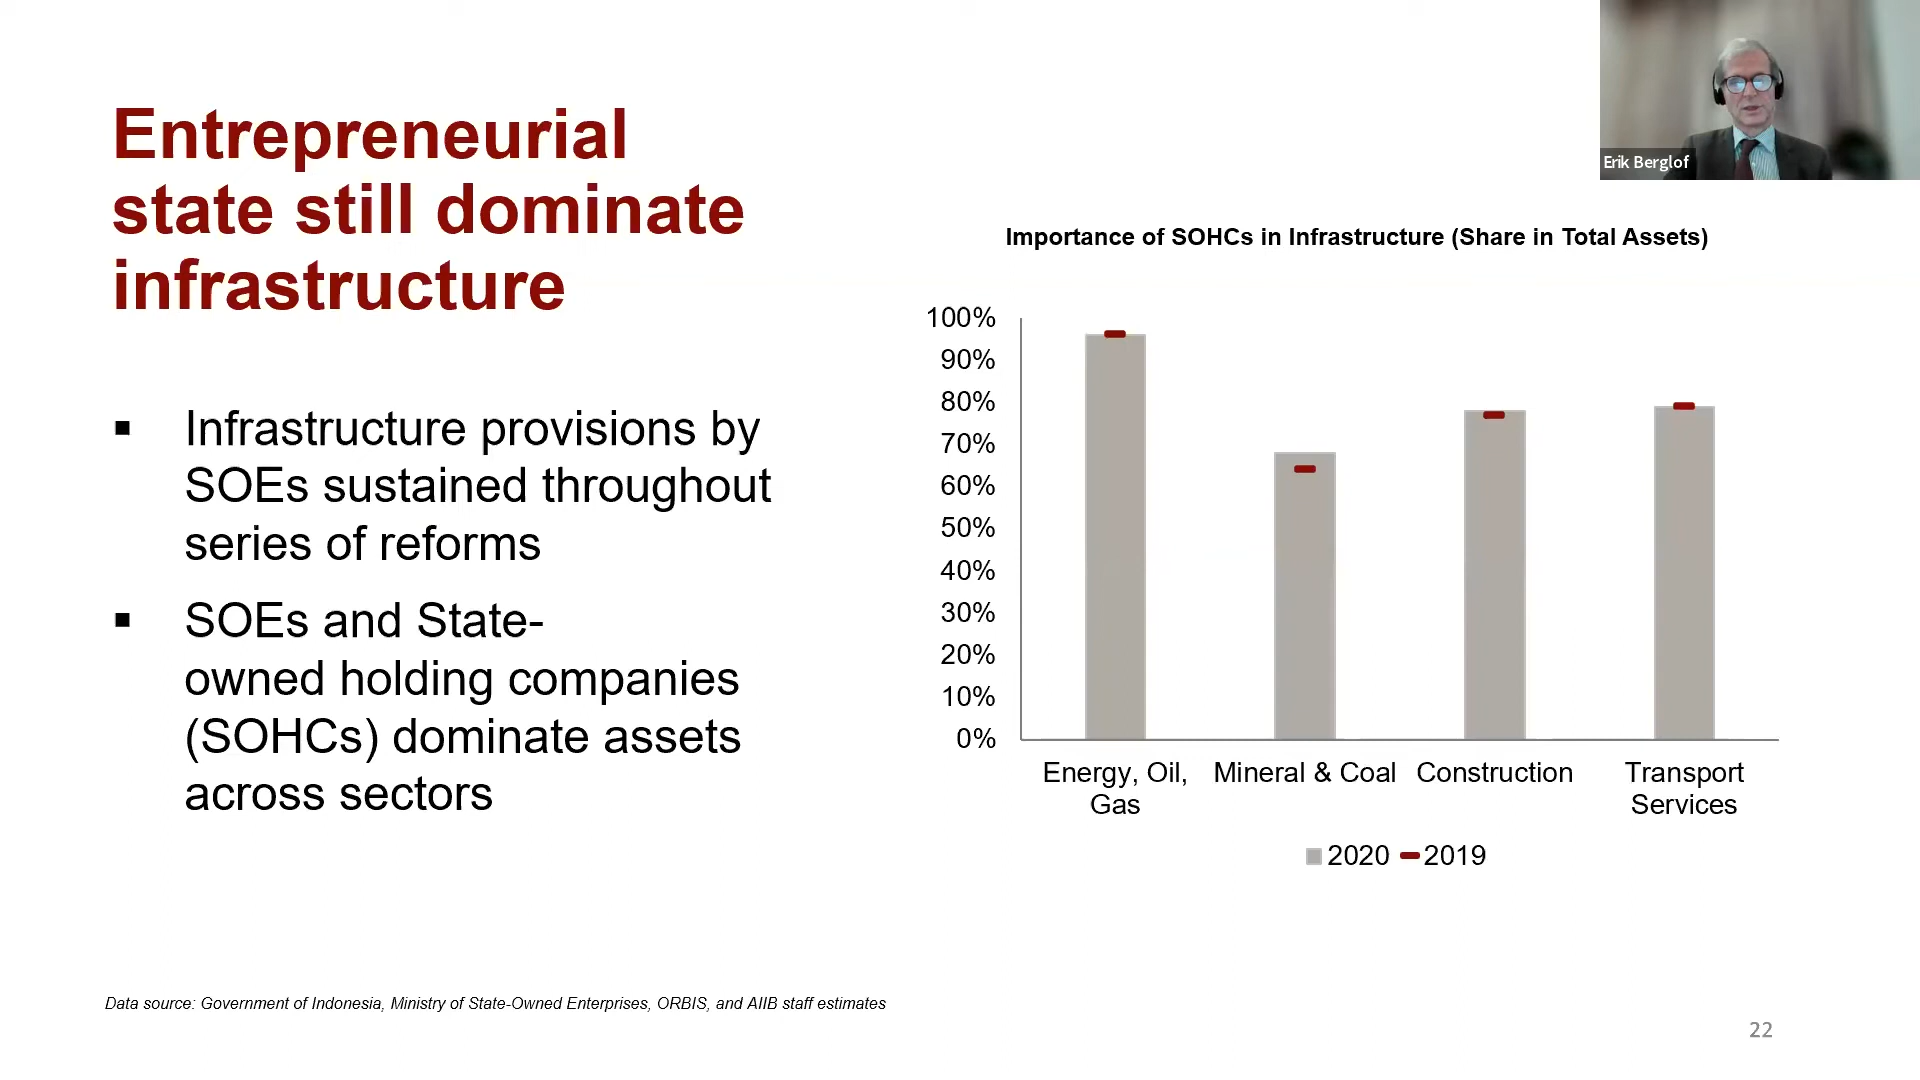 Entrepreneurial
state still dominate
infrastructure
▪ Infrastructure provisions by
SOEs sustained throughout
series of reforms
▪ SOEs and State-
owned holding companies
(SOHCs) dominate assets
across sectors
Erik Berglof
Importance of SOHCs in Infrastructure (Share in Total Assets)
100%
90%
80%
70%
60%
50%
40%
30%
20%
10%
0%
Energy, Oil,
Gas
Mineral & Coal
Construction
Transport
Services
2020
2019
Data source: Government of Indonesia, Ministry of State-Owned Enterprises, ORBIS, and AIIB staff estimates
22